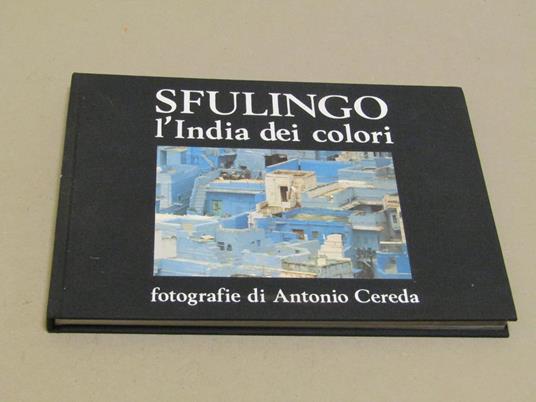 SFULINGO
l'India dei colori
fotografie di Antonio Cereda